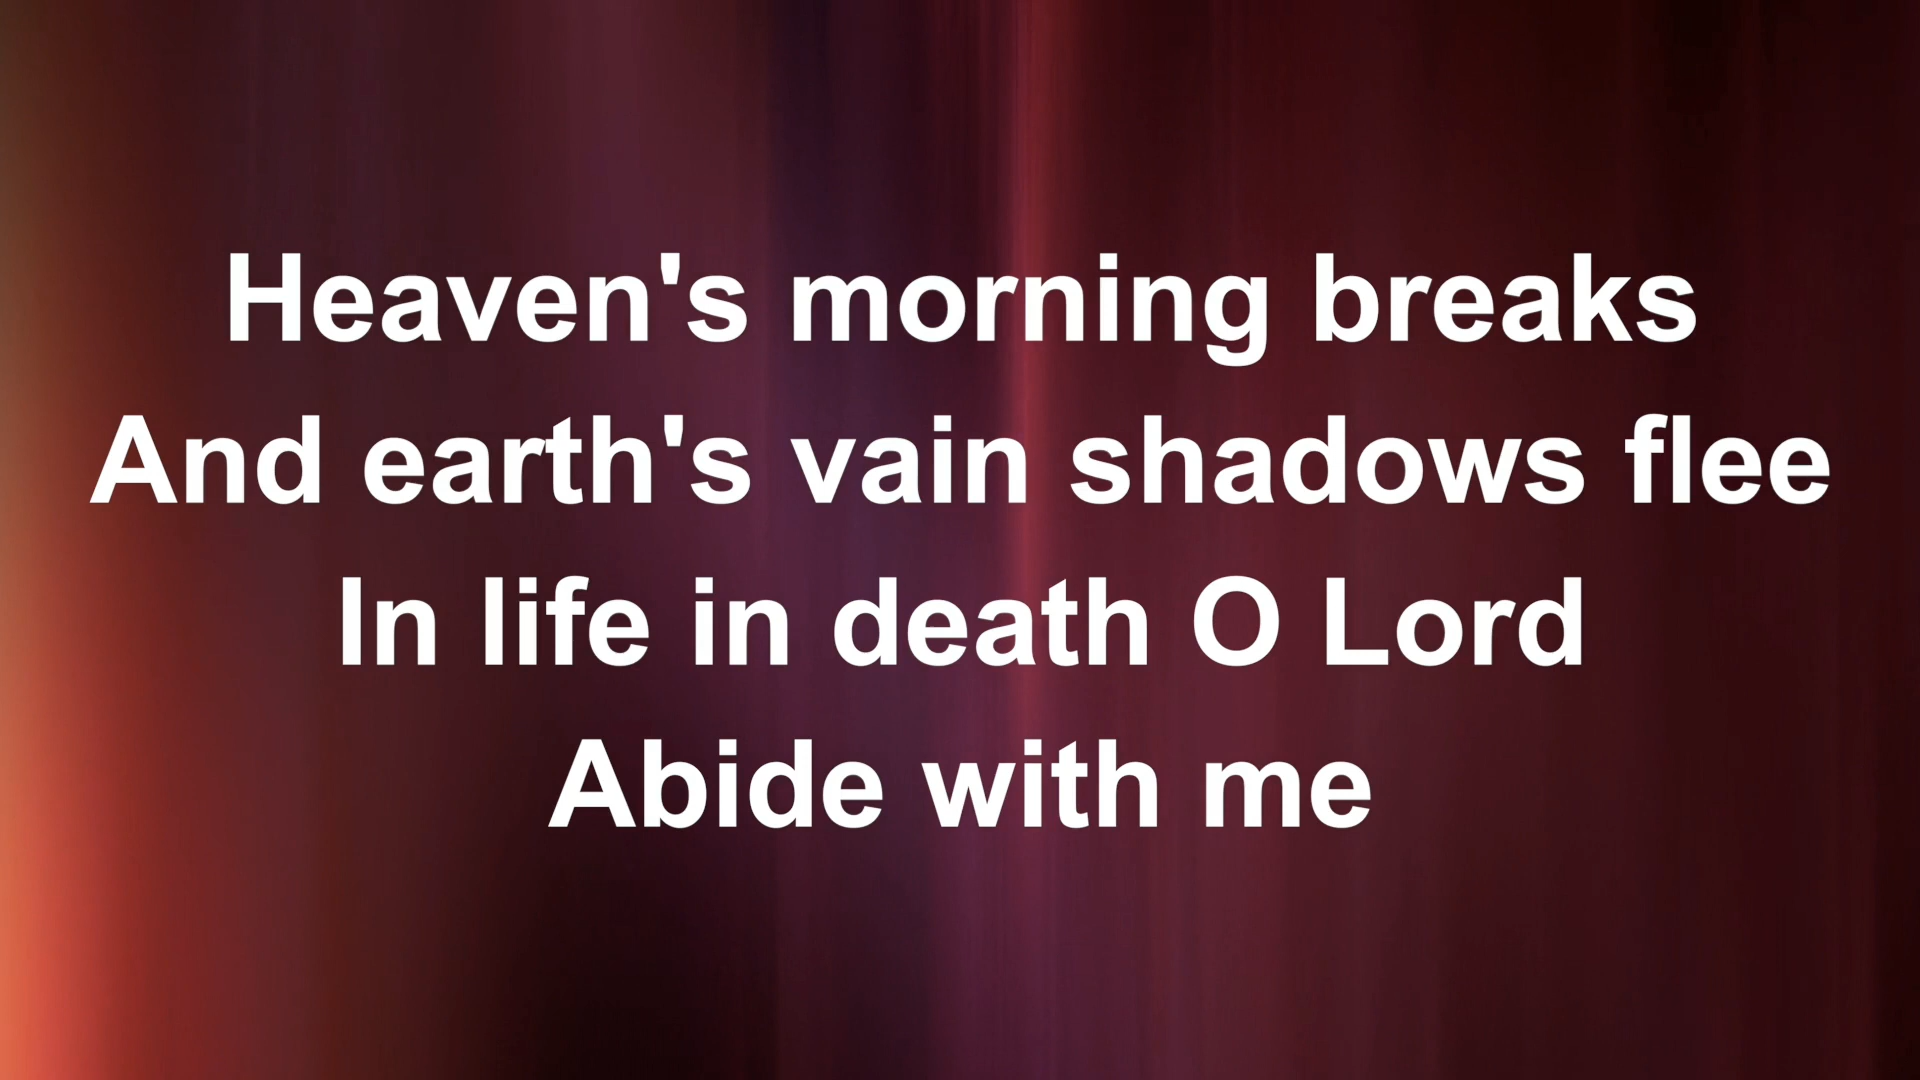 Heaven's morning breaks
And earth's vain shadows flee
In life in death O Lord
Abide with me